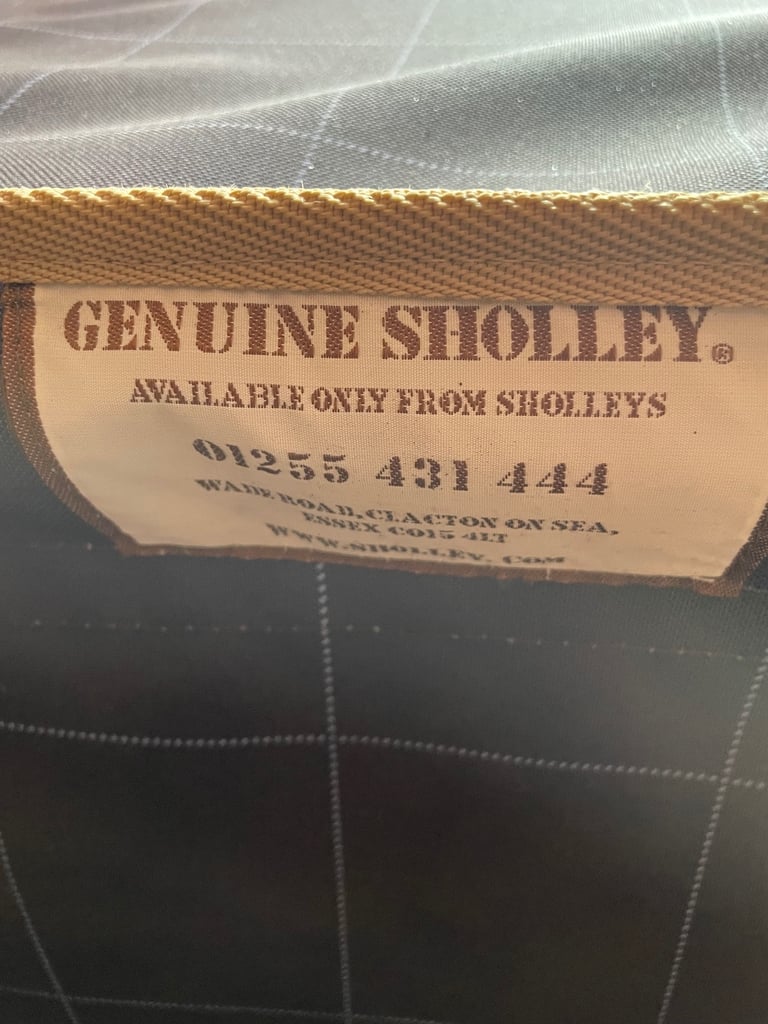 GENUINE SHOLLEY®
AVAILABLE ONLY FROM SHOLLEYS
01255 431 444
WADE ROAD, CLACTON ON SEA,
ESSEX CO15 4LT
WWW.SHOLLEY.COM